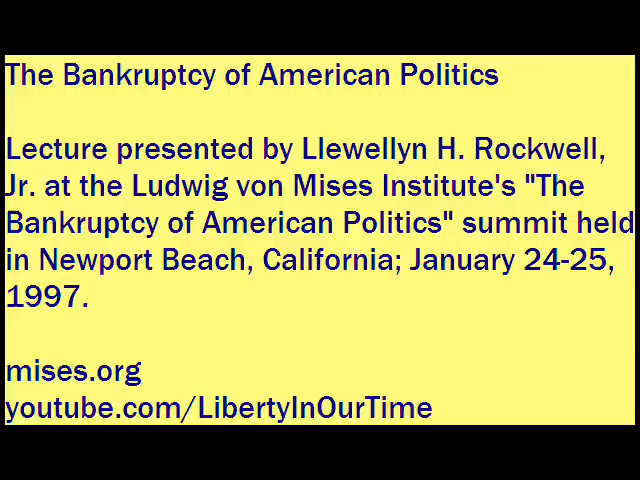 The Bankruptcy of American Politics
Lecture presented by Llewellyn H. Rockwell,
Jr. at the Ludwig von Mises Institute's "The
Bankruptcy of American Politics" summit held
in Newport Beach, California; January 24-25,
1997.
mises.org
youtube.com/LibertyInOurTime